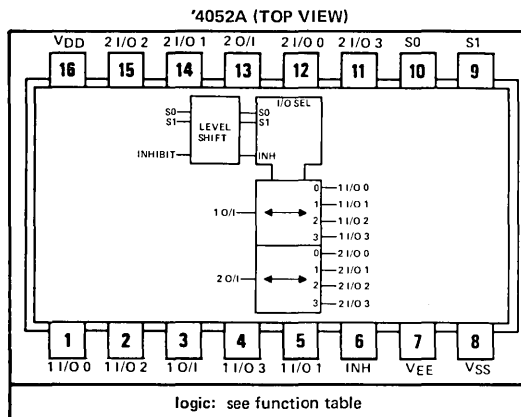 '4052A (TOP VIEW)
VDD 2 I/O 2 2 I/O 1 2 O/I 2 I/O 0 2 I/O 3 S0 S1
16 15 14 13 12 11 10 9
I/O SEL
S0 S0
S1 S1
LEVEL
SHIFT
INHIBIT INH
0 1 I/O 0
1 1 I/O 1
1 O/I 2 1 I/O 2
3 1 I/O 3
0 2 I/O 0
1 2 I/O 1
2 O/I 2 2 I/O 2
3 2 I/O 3
1 2 3 4 5 6 7 8
1 I/O 0 1 I/O 2 1 O/I 1 I/O 3 1 I/O 1 INH VEE VSS
logic: see function table